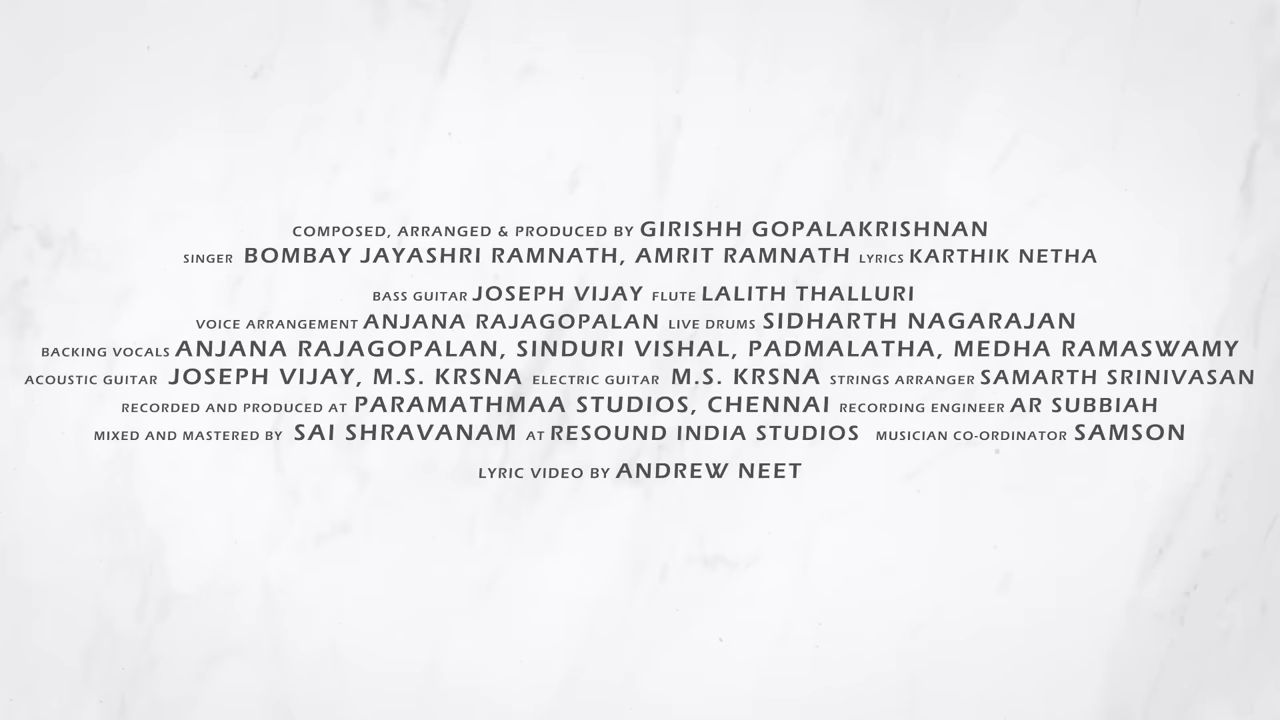 COMPOSED, ARRANGED & PRODUCED BY GIRISHH GOPALAKRISHNAN
SINGER BOMBAY JAYASHRI RAMNATH, AMRIT RAMNATH LYRICS KARTHIK NETHA
BASS GUITAR JOSEPH VIJAY FLUTE LALITH THALLURI
VOICE ARRANGEMENT ANJANA RAJAGOPALAN LIVE DRUMS SIDHARTH NAGARAJAN
BACKING VOCALS ANJANA RAJAGOPALAN, SINDURI VISHAL, PADMALATHA, MEDHA RAMASWAMY
ACOUSTIC GUITAR JOSEPH VIJAY, M.S. KRSNA ELECTRIC GUITAR M.S. KRSNA STRINGS ARRANGER SAMARTH SRINIVASAN
RECORDED AND PRODUCED AT PARAMATHMAA STUDIOS, CHENNAI RECORDING ENGINEER AR SUBBIAH
MIXED AND MASTERED BY SAI SHRAVANAM AT RESOUND INDIA STUDIOS MUSICIAN CO-ORDINATOR SAMSON
LYRIC VIDEO BY ANDREW NEET